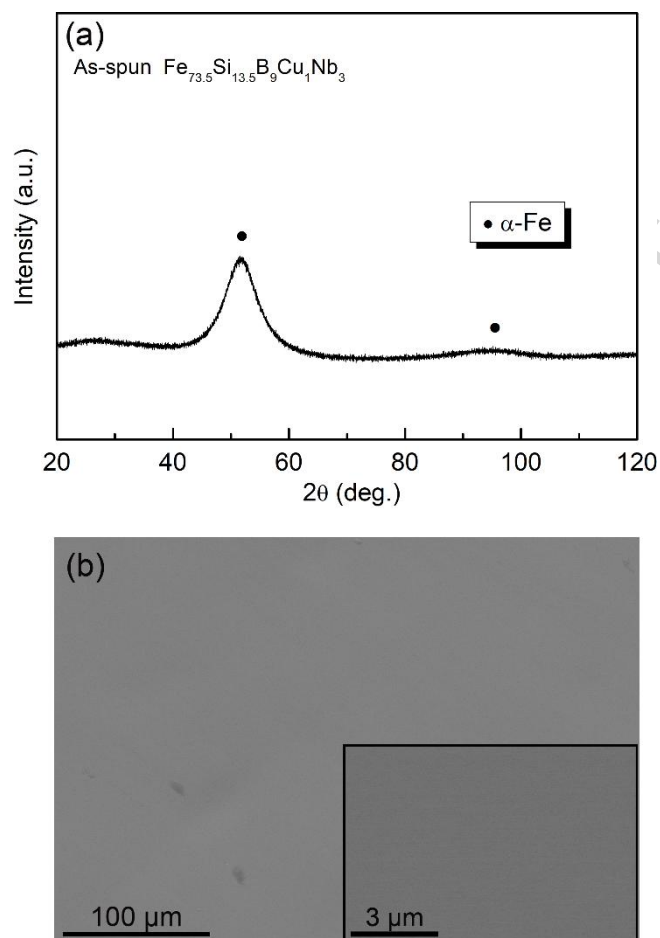 (a)
As-spun Fe73.5Si13.5B9Cu1Nb3
α-Fe
Intensity (a.u.)
20 40 60 80 100 120
2θ (deg.)
(b)
100 μm
3 μm